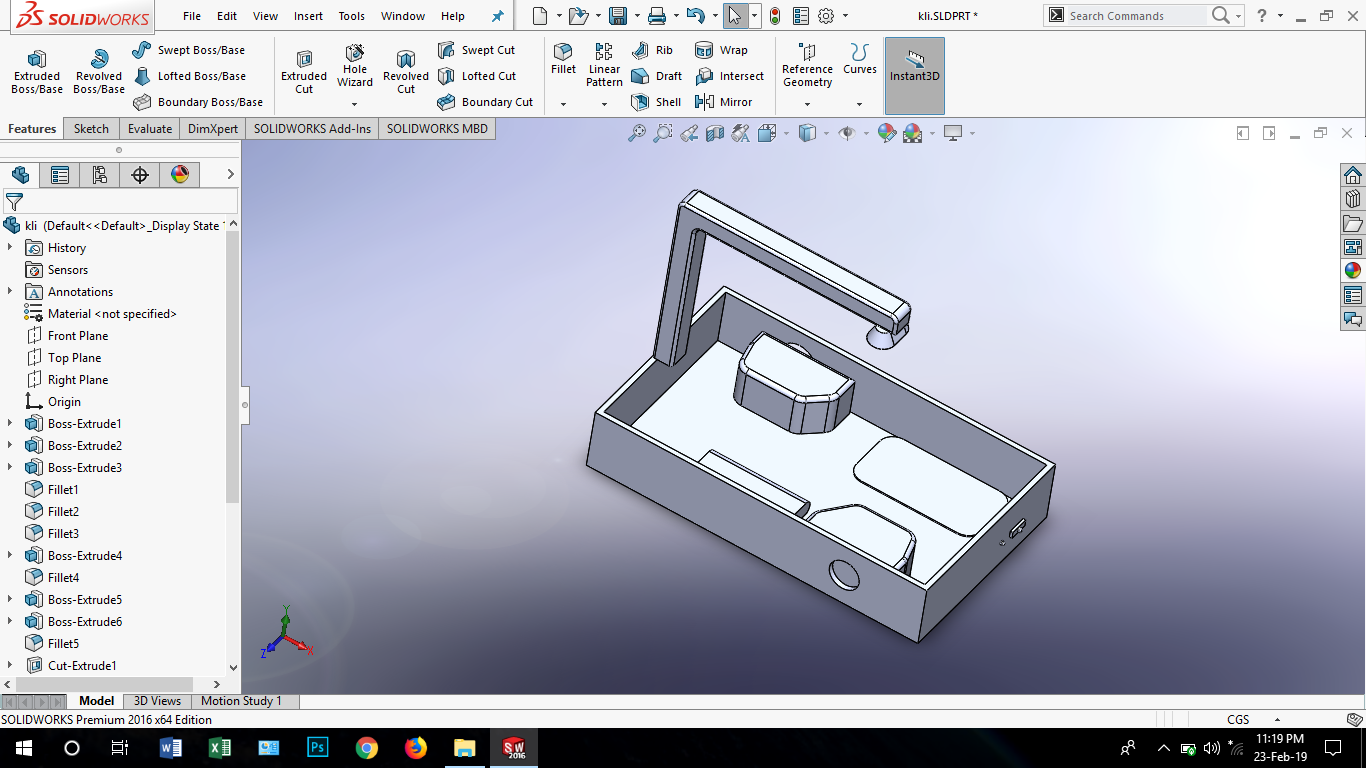 SOLIDWORKS File Edit View Insert Tools Window Help kli.SLDPRT * Search Commands ?
Extruded Boss/Base
Revolved Boss/Base
Swept Boss/Base
Lofted Boss/Base
Boundary Boss/Base
Extruded Cut
Hole Wizard
Revolved Cut
Swept Cut
Lofted Cut
Boundary Cut
Fillet
Linear Pattern
Rib
Draft
Shell
Wrap
Intersect
Mirror
Reference Geometry
Curves
Instant3D
Features Sketch Evaluate DimXpert SOLIDWORKS Add-Ins SOLIDWORKS MBD
kli (Default<<Default>_Display State
History
Sensors
A Annotations
Material <not specified>
Front Plane
Top Plane
Right Plane
Origin
Boss-Extrude1
Boss-Extrude2
Boss-Extrude3
Fillet1
Fillet2
Fillet3
Boss-Extrude4
Fillet4
Boss-Extrude5
Boss-Extrude6
Fillet5
Cut-Extrude1
Y
Z X
Model 3D Views Motion Study 1
SOLIDWORKS Premium 2016 x64 Edition CGS
Ps SW 2016 11:19 PM
23-Feb-19